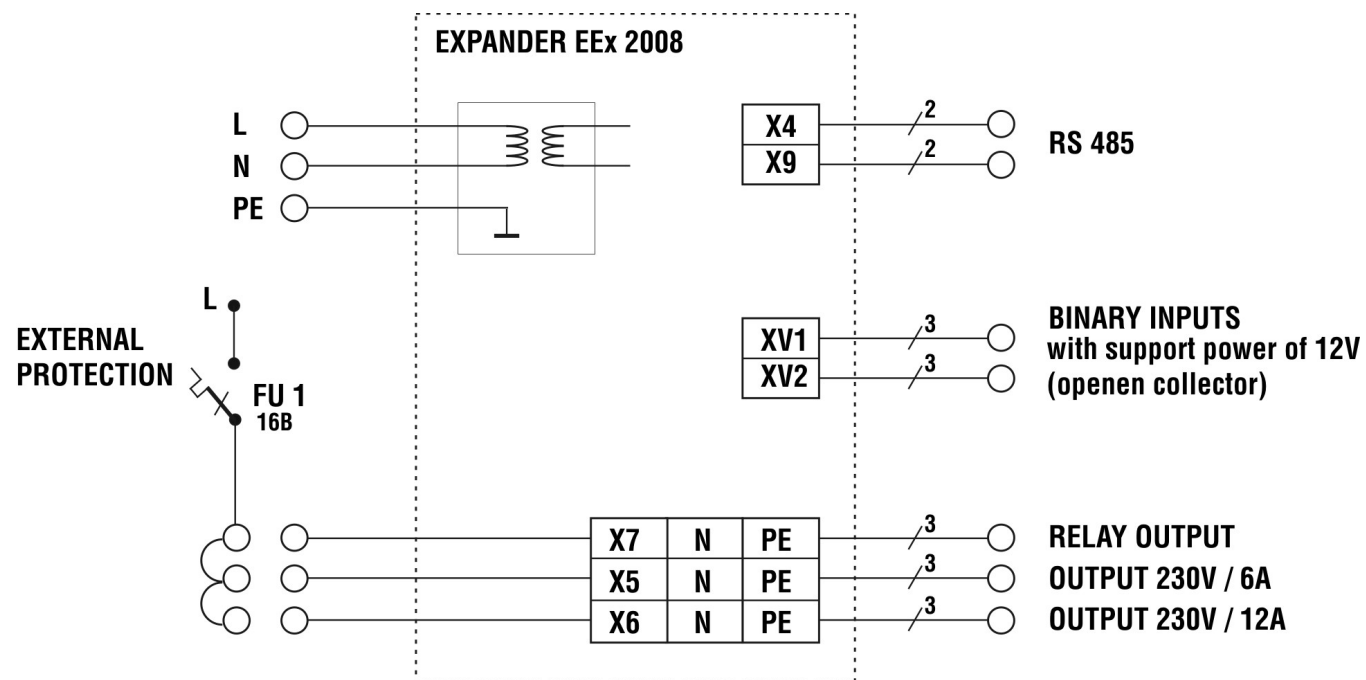 EXPANDER EEx 2008
L
N
PE
X4
X9
2
2
RS 485
L
EXTERNAL
PROTECTION
FU 1
16B
XV1
XV2
3
3
BINARY INPUTS
with support power of 12V
(openen collector)
X7 N PE
X5 N PE
X6 N PE
3
3
3
RELAY OUTPUT
OUTPUT 230V / 6A
OUTPUT 230V / 12A